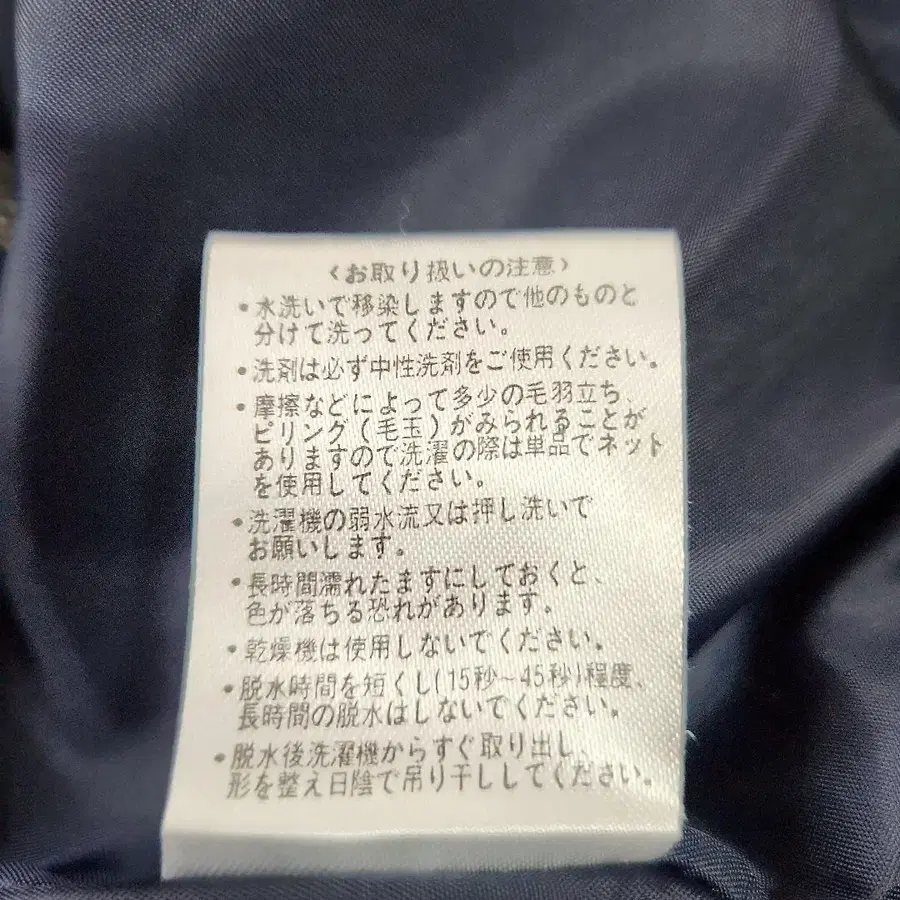 〈お取り扱いの注意〉
・水洗いで移染しますので他のものと
分けて洗ってください。
・洗剤は必ず中性洗剤をご使用ください。
・摩擦などによって多少の毛羽立ち、
ピリング(毛玉)がみられることが
ありますので洗濯の際は単品でネット
を使用してください。
・洗濯機の弱水流又は押し洗いで
お願いします。
・長時間濡れたますにしておくと、
色が落ちる恐れがあります。
・乾燥機は使用しないでください。
・脱水時間を短くし(15秒〜45秒)程度、
長時間の脱水はしないでください。
・脱水後洗濯機からすぐ取り出し、
形を整え日陰で吊り干ししてください。